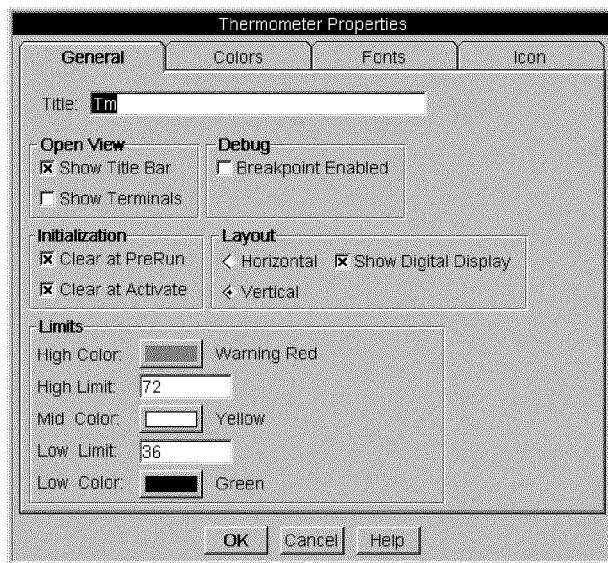 Thermometer Properties
General Colors Fonts Icon
Title: Tm
Open View Debug
Show Title Bar Breakpoint Enabled
Show Terminals
Initialization Layout
Clear at PreRun Horizontal Show Digital Display
Clear at Activate Vertical
Limits
High Color: Warning Red
High Limit: 72
Mid Color: Yellow
Low Limit: 36
Low Color: Green
OK Cancel Help